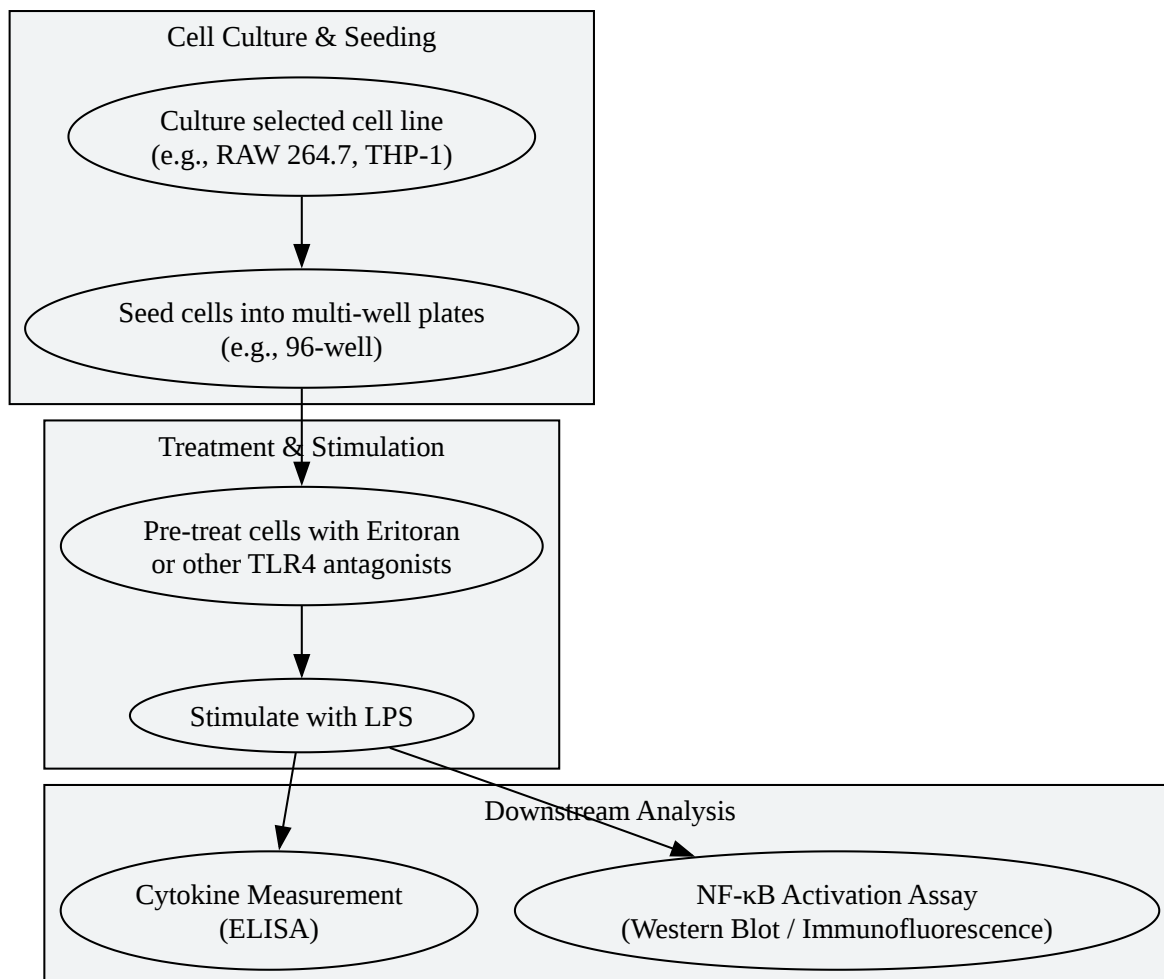 Cell Culture & Seeding
Culture selected cell line
(e.g., RAW 264.7, THP-1)
Seed cells into multi-well plates
(e.g., 96-well)
Treatment & Stimulation
Pre-treat cells with Eritoran
or other TLR4 antagonists
Stimulate with LPS
Downstream Analysis
Cytokine Measurement
(ELISA)
NF-κB Activation Assay
(Western Blot / Immunofluorescence)